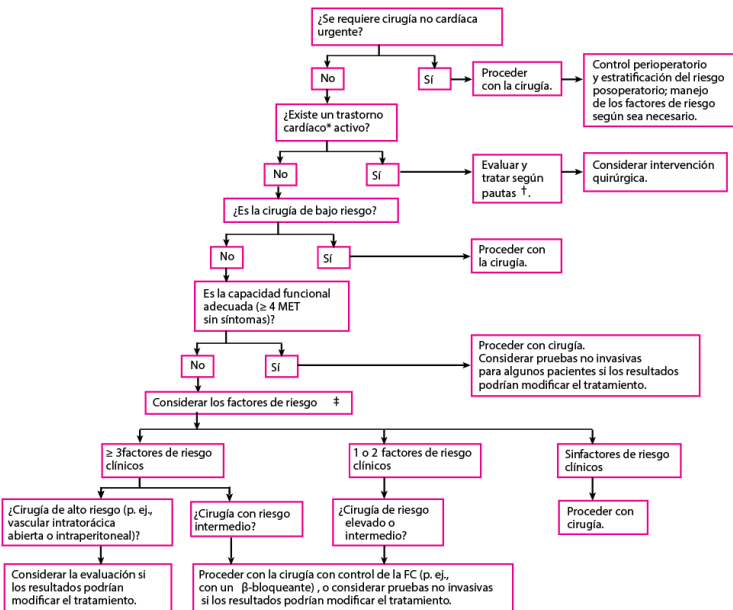 ¿Se requiere cirugía no cardíaca
urgente?
No
Sí
Proceder
con la cirugía.
Control perioperatorio
y estratificación del riesgo
posoperatorio; manejo
de los factores de riesgo
según sea necesario.
¿Existe un trastorno
cardíaco* activo?
No
Sí
Evaluar y
tratar según
pautas †.
Considerar intervención
quirúrgica.
¿Es la cirugía de bajo riesgo?
No
Sí
Proceder con
la cirugía.
Es la capacidad funcional
adecuada (≥ 4 MET
sin síntomas)?
No
Sí
Proceder con cirugía.
Considerar pruebas no invasivas
para algunos pacientes si los resultados
podrían modificar el tratamiento.
Considerar los factores de riesgo ‡
≥ 3factores de riesgo
clínicos
1 o 2 factores de riesgo
clínicos
Sinfactores de riesgo
clínicos
¿Cirugía de alto riesgo (p. ej.,
vascular intratorácica
abierta o intraperitoneal)?
¿Cirugía con riesgo
intermedio?
¿Cirugía de riesgo
elevado o
intermedio?
Proceder con
cirugía.
Considerar la evaluación si
los resultados podrían
modificar el tratamiento.
Proceder con la cirugía con control de la FC (p. ej.,
con un β-bloqueante) , o considerar pruebas no invasivas
si los resultados podrían modificar el tratamiento.